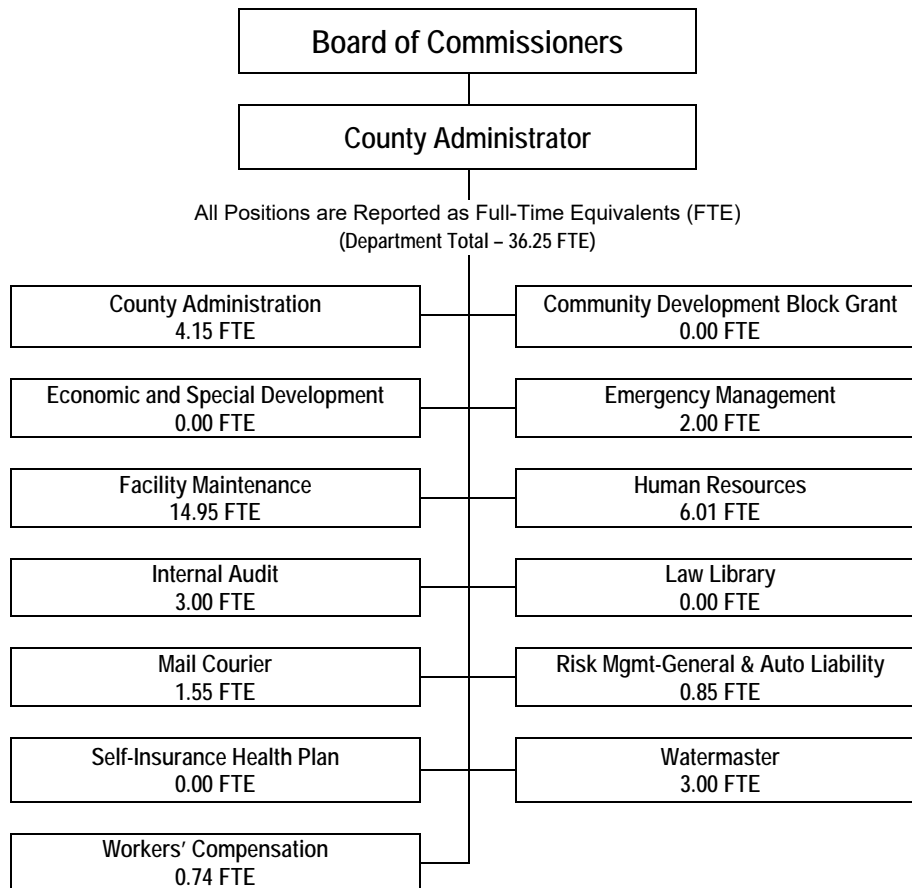 Board of Commissioners
County Administrator
All Positions are Reported as Full-Time Equivalents (FTE)
(Department Total – 36.25 FTE)
County Administration
4.15 FTE
Community Development Block Grant
0.00 FTE
Economic and Special Development
0.00 FTE
Emergency Management
2.00 FTE
Facility Maintenance
14.95 FTE
Human Resources
6.01 FTE
Internal Audit
3.00 FTE
Law Library
0.00 FTE
Mail Courier
1.55 FTE
Risk Mgmt-General & Auto Liability
0.85 FTE
Self-Insurance Health Plan
0.00 FTE
Watermaster
3.00 FTE
Workers’ Compensation
0.74 FTE